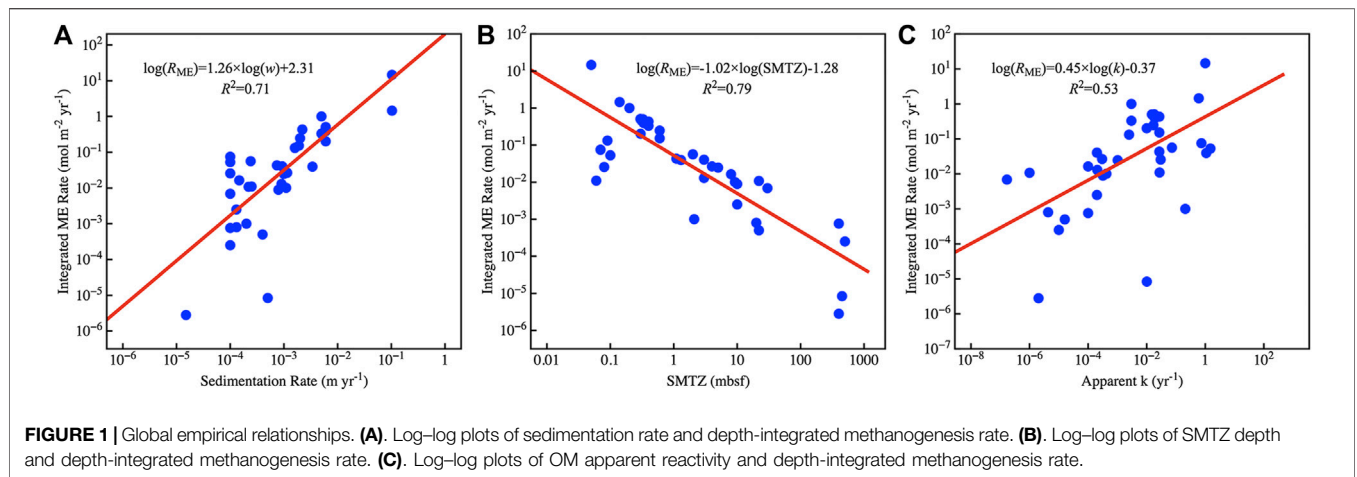 A
10²
10¹
1
10⁻¹
10⁻²
10⁻³
10⁻⁴
10⁻⁵
10⁻⁶
Integrated ME Rate (mol m⁻² yr⁻¹)
log(R_ME)=1.26×log(w)+2.31
R²=0.71
10⁻⁶ 10⁻⁵ 10⁻⁴ 10⁻³ 10⁻² 10⁻¹ 1
Sedimentation Rate (m yr⁻¹)
B
10²
10¹
1
10⁻¹
10⁻²
10⁻³
10⁻⁴
10⁻⁵
10⁻⁶
Integrated ME Rate (mol m⁻² yr⁻¹)
log(R_ME)=-1.02×log(SMTZ)-1.28
R²=0.79
0.01 0.1 1 10 100 1000
SMTZ (mbsf)
C
10²
10¹
1
10⁻¹
10⁻²
10⁻³
10⁻⁴
10⁻⁵
10⁻⁶
10⁻⁷
Integrated ME Rate (mol m⁻² yr⁻¹)
log(R_ME)=0.45×log(k)-0.37
R²=0.53
10⁻⁸ 10⁻⁶ 10⁻⁴ 10⁻² 1 10²
Apparent k (yr⁻¹)
FIGURE 1 | Global empirical relationships. (A). Log–log plots of sedimentation rate and depth-integrated methanogenesis rate. (B). Log–log plots of SMTZ depth
and depth-integrated methanogenesis rate. (C). Log–log plots of OM apparent reactivity and depth-integrated methanogenesis rate.